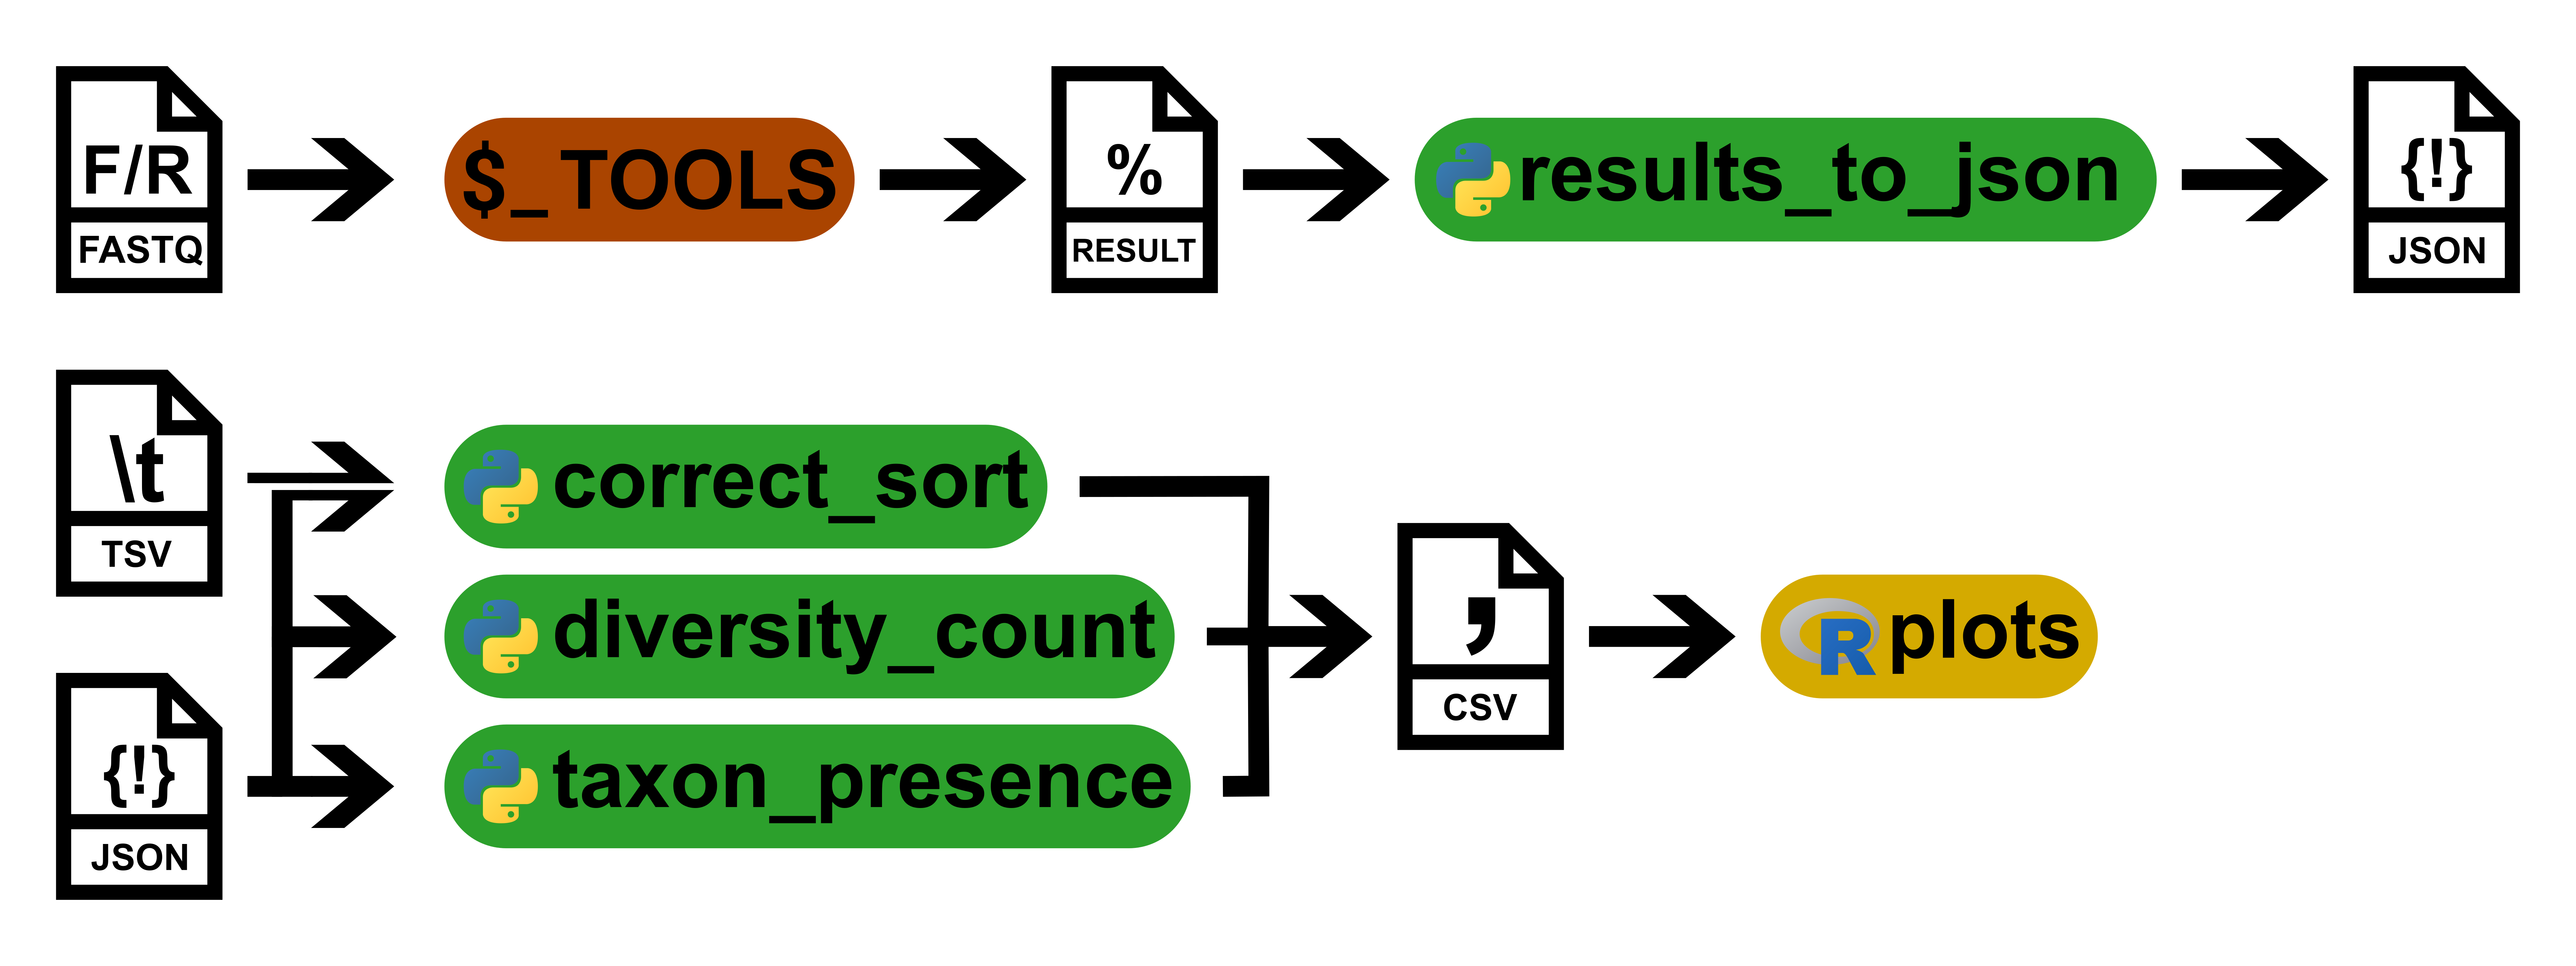 F/R
FASTQ
$_TOOLS
%
RESULT
results_to_json
{!}
JSON
\t
TSV
correct_sort
diversity_count
,
CSV
R plots
{!}
JSON
taxon_presence